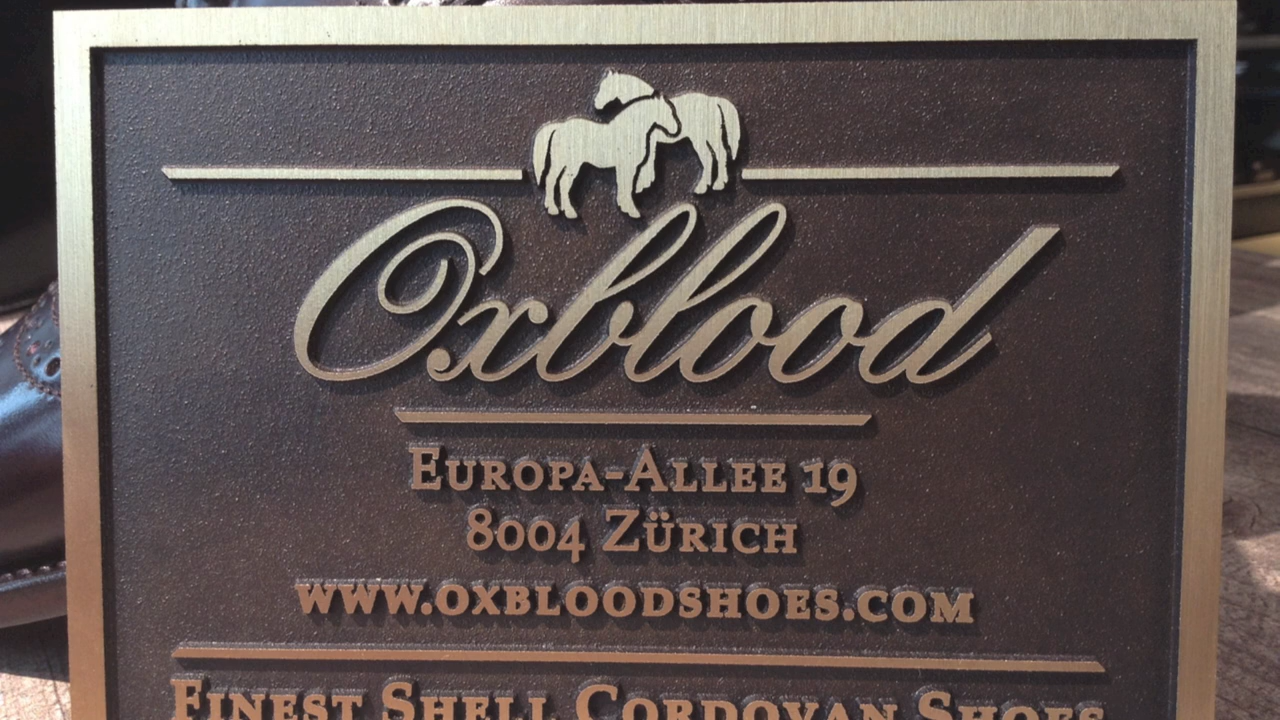 Oxblood
EUROPA-ALLEE 19
8004 ZÜRICH
WWW.OXBLOODSHOES.COM
FINEST SHELL CORDOVAN SHOES